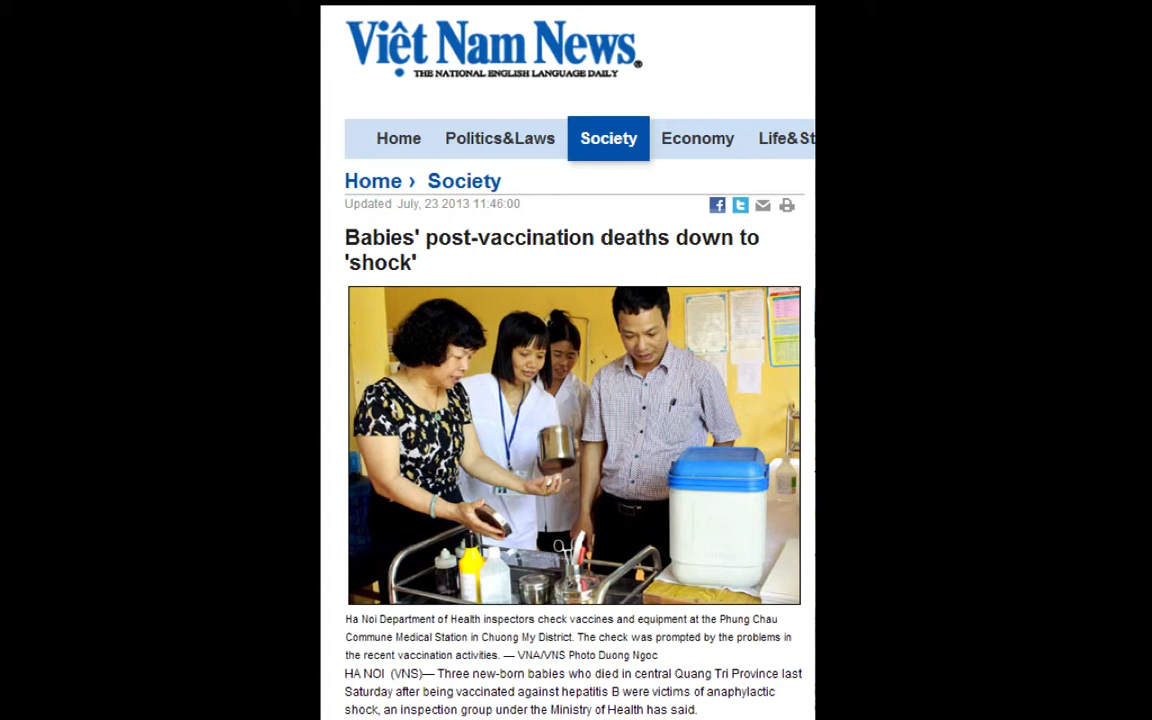 Việt Nam News
THE NATIONAL ENGLISH LANGUAGE DAILY
Home Politics&Laws Society Economy Life&St
Home › Society
Updated July, 23 2013 11:46:00
Babies' post-vaccination deaths down to
'shock'
Ha Noi Department of Health inspectors check vaccines and equipment at the Phung Chau
Commune Medical Station in Chuong My District. The check was prompted by the problems in
the recent vaccination activities. — VNA/VNS Photo Duong Ngoc
HA NOI (VNS)— Three new-born babies who died in central Quang Tri Province last
Saturday after being vaccinated against hepatitis B were victims of anaphylactic
shock, an inspection group under the Ministry of Health has said.